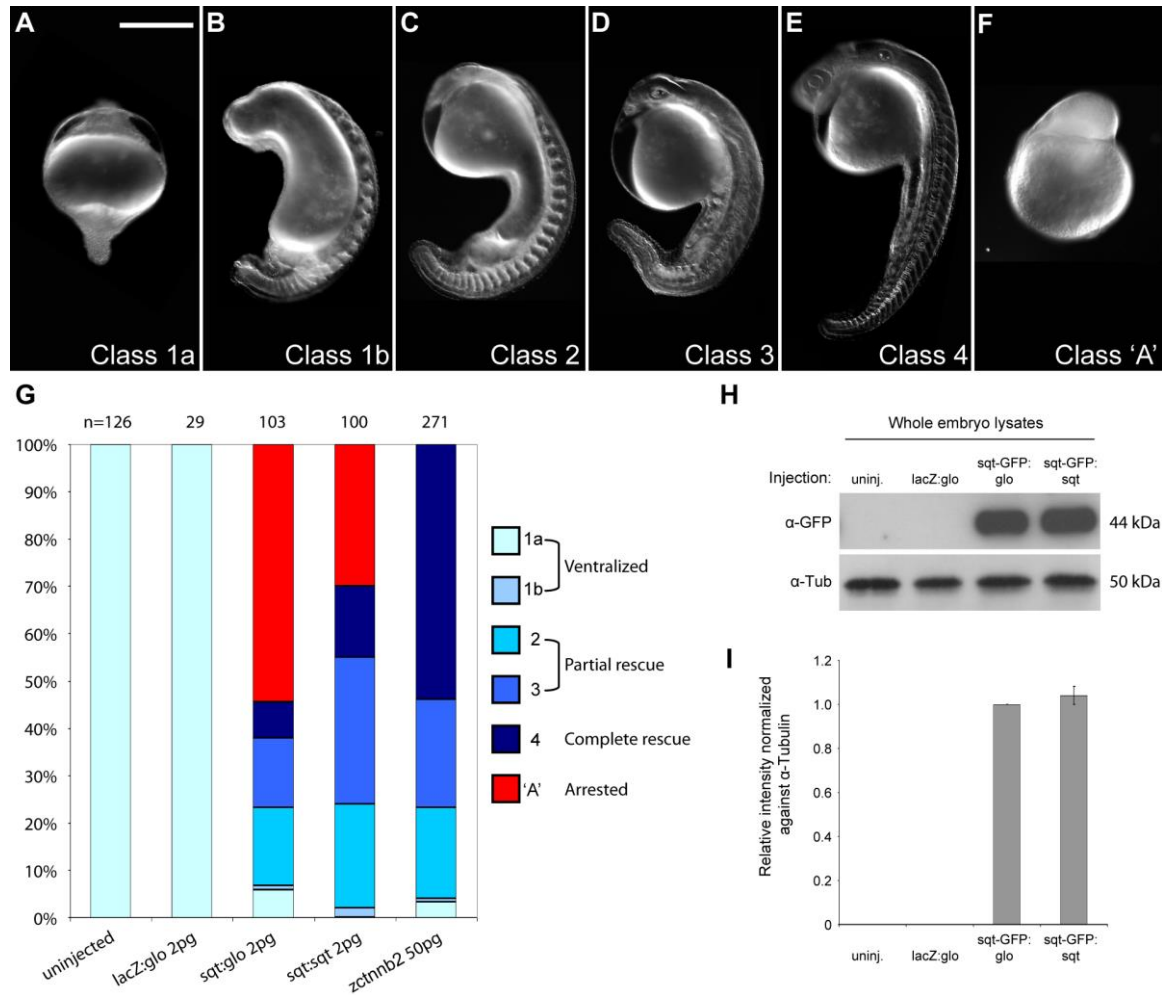 A
B
C
D
E
F
Class 1a
Class 1b
Class 2
Class 3
Class 4
Class ‘A’
G
n=126 29 103 100 271
100%
90%
80%
70%
60%
50%
40%
30%
20%
10%
0%
uninjected
lacZ:glo 2pg
sqt:glo 2pg
sqt:sqt 2pg
zctnnb2 50pg
1a
1b
Ventralized
2
3
Partial rescue
4 Complete rescue
‘A’ Arrested
H
Whole embryo lysates
Injection: uninj. lacZ:glo sqt-GFP: glo sqt-GFP: sqt
α-GFP 44 kDa
α-Tub 50 kDa
I
Relative intensity normalized
against α-Tubulin
1.2
1.0
0.8
0.6
0.4
0.2
0
uninj. lacZ:glo sqt-GFP: glo sqt-GFP: sqt